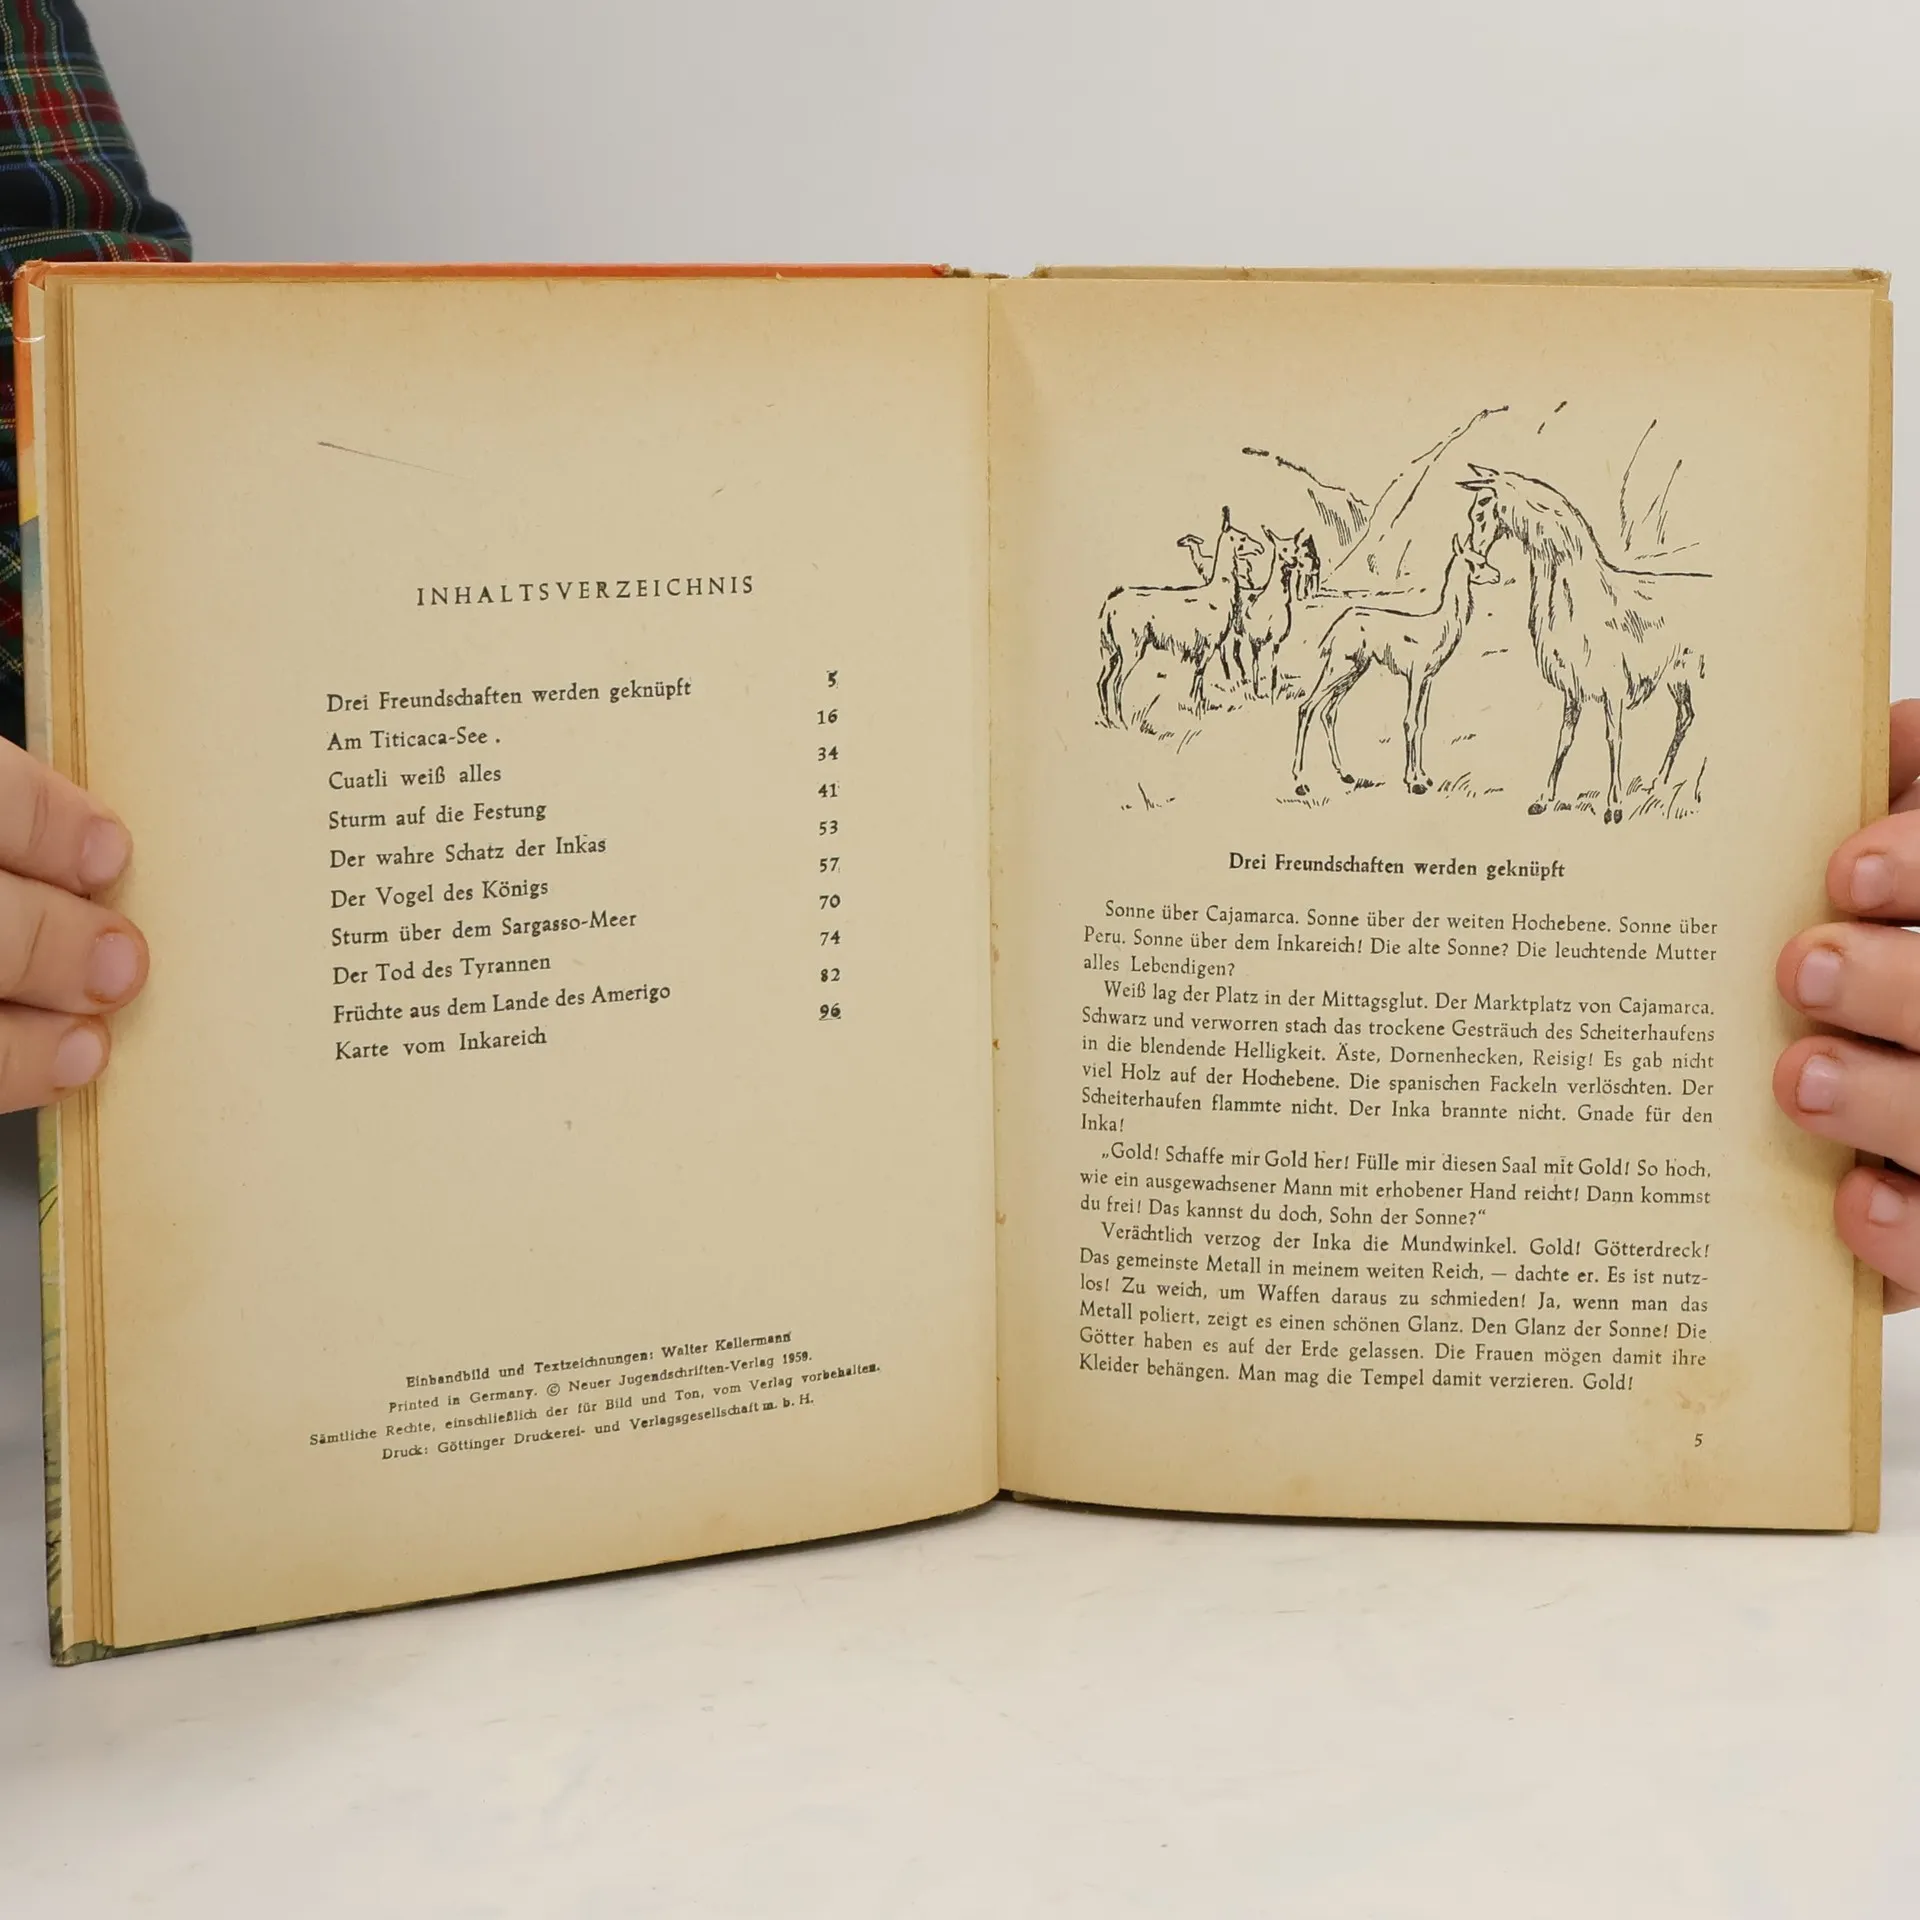 INHALTSVERZEICHNIS
Drei Freundschaften werden geknüpft 5
Am Titicaca-See . 16
Cuatli weiß alles 34
Sturm auf die Festung 41
Der wahre Schatz der Inkas 53
Der Vogel des Königs 57
Sturm über dem Sargasso-Meer 70
Der Tod des Tyrannen 74
Früchte aus dem Lande des Amerigo 82
Karte vom Inkareich 96
Einbandbild und Textzeichnungen: Walter Kellermann
Printed in Germany. © Neuer Jugendschriften-Verlag 1959.
Sämtliche Rechte, einschließlich der für Bild und Ton, vom Verlag vorbehalten.
Druck: Göttinger Druckerei- und Verlagsgesellschaft m. b. H.
Drei Freundschaften werden geknüpft
Sonne über Cajamarca. Sonne über der weiten Hochebene. Sonne über
Peru. Sonne über dem Inkareich! Die alte Sonne? Die leuchtende Mutter
alles Lebendigen?
Weiß lag der Platz in der Mittagsglut. Der Marktplatz von Cajamarca.
Schwarz und verworren stach das trockene Gesträuch des Scheiterhaufens
in die blendende Helligkeit. Äste, Dornenhecken, Reisig! Es gab nicht
viel Holz auf der Hochebene. Die spanischen Fackeln verlöschten. Der
Scheiterhaufen flammte nicht. Der Inka brannte nicht. Gnade für den
Inka!
„Gold! Schaffe mir Gold her! Fülle mir diesen Saal mit Gold! So hoch,
wie ein ausgewachsener Mann mit erhobener Hand reicht! Dann kommst
du frei! Das kannst du doch, Sohn der Sonne?“
Verächtlich verzog der Inka die Mundwinkel. Gold! Götterdreck!
Das gemeinste Metall in meinem weiten Reich, — dachte er. Es ist nutz-
los! Zu weich, um Waffen daraus zu schmieden! Ja, wenn man das
Metall poliert, zeigt es einen schönen Glanz. Den Glanz der Sonne! Die
Götter haben es auf der Erde gelassen. Die Frauen mögen damit ihre
Kleider behängen. Man mag die Tempel damit verzieren. Gold!
5